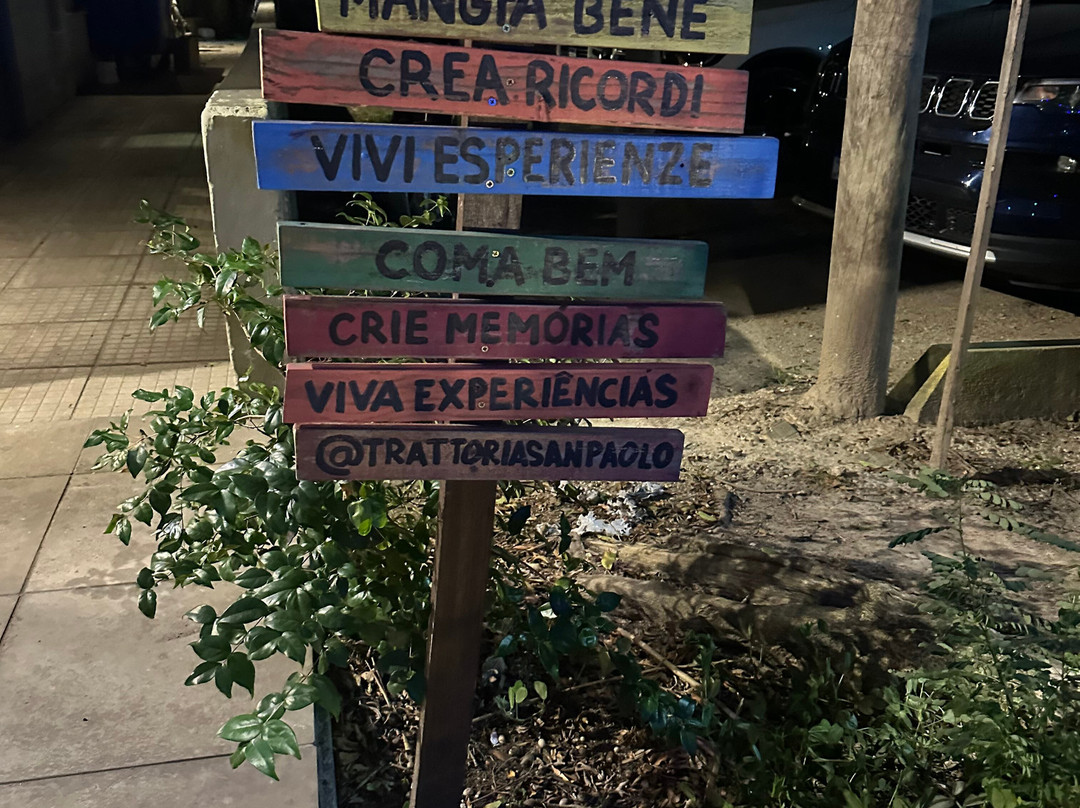 MANGIA BENE
CREA RICORDI
VIVI ESPERIENZE
COMA BEM
CRIE MEMÓRIAS
VIVA EXPERIÊNCIAS
@TRATTORIASANPAOLO